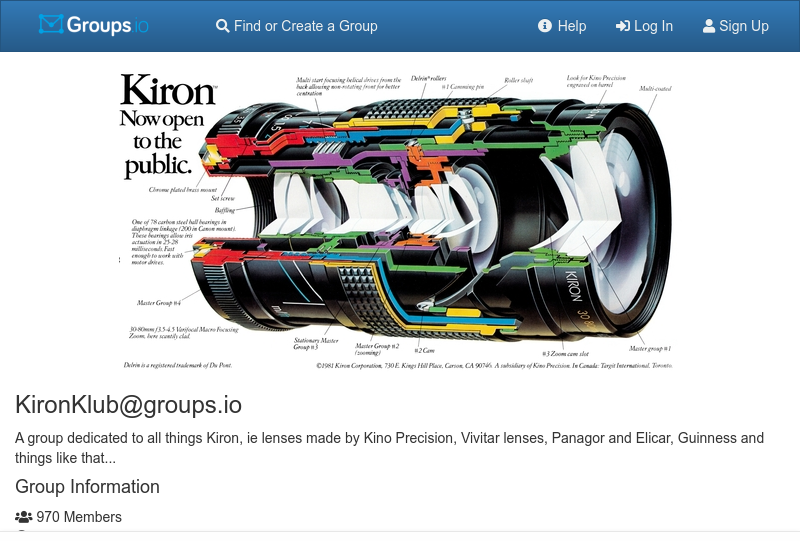 Groups.io
Find or Create a Group
Help
Log In
Sign Up
Kiron™
Now open
to the
public.
Multi start focusing helical drives from the
back allowing non-rotating front for better
centration
Delrin® rollers
#1 Camming pin
Roller shaft
Look for Kino Precision
engraved on barrel
Multi-coated
Chrome plated brass mount
Set screw
Baffling
One of 78 carbon steel ball bearings in
diaphragm linkage (200 in Canon mount).
These bearings allow iris
actuation in 25-28
milliseconds. Fast
enough to work with
motor drives.
Master Group #4
30-80mm f3.5-4.5 Varifocal Macro Focusing
Zoom, here scantily clad.
Stationary Master
Group #3
Master Group #2
(zooming)
#2 Cam
#3 Zoom cam slot
Master group #1
KIRON
Delrin is a registered trademark of Du Pont.
©1981 Kiron Corporation, 730 E. Kings Hill Place, Carson, CA 90746. A subsidiary of Kino Precision. In Canada: Targit International, Toronto.
KironKlub@groups.io
A group dedicated to all things Kiron, ie lenses made by Kino Precision, Vivitar lenses, Panagor and Elicar, Guinness and
things like that...
Group Information
970 Members